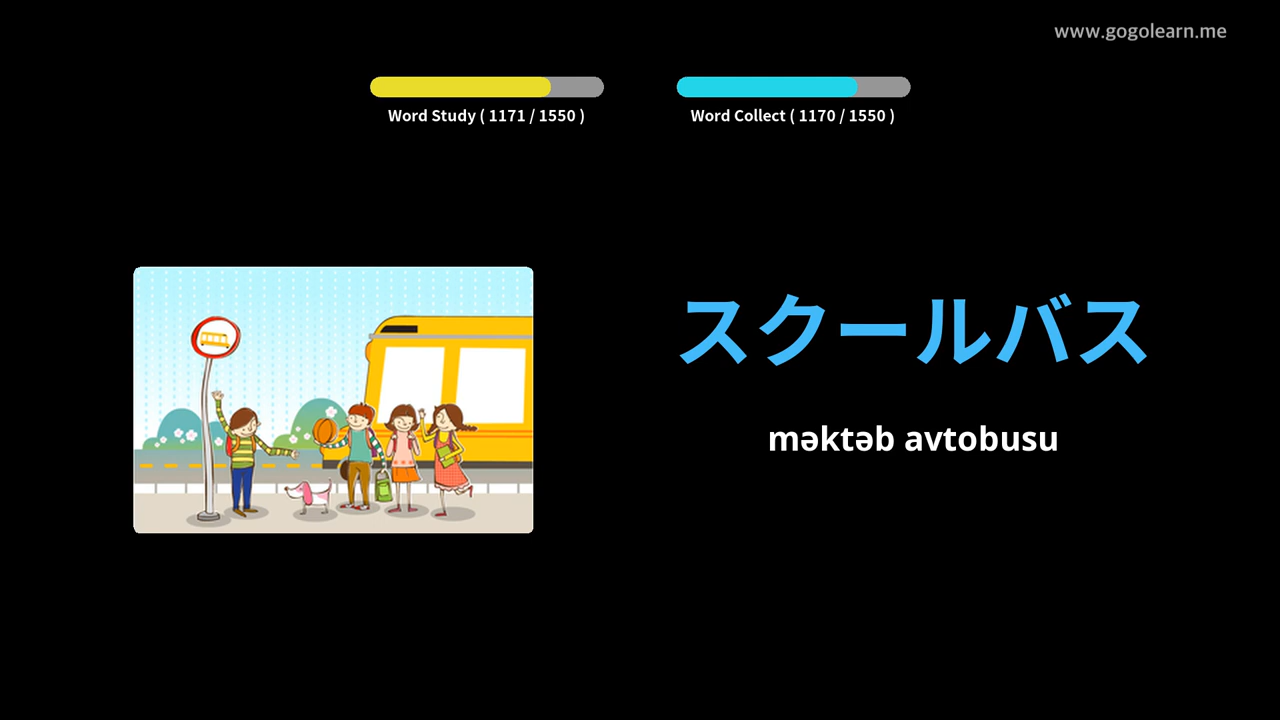 www.gogolearn.me
Word Study ( 1171 / 1550 )
Word Collect ( 1170 / 1550 )
スクールバス
məktəb avtobusu